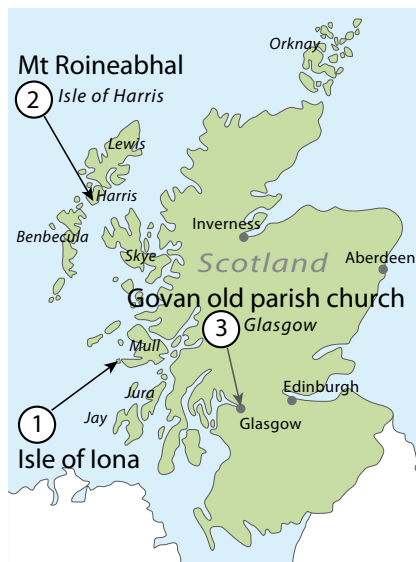 Orkney
Mt Roineabhal
2 Isle of Harris
Lewis
Harris
Benbecula
Skye
Inverness
Scotland
Aberdeen
Govan old parish church
3 Glasgow
Mull
Jura
Jay
Edinburgh
Glasgow
1
Isle of Iona